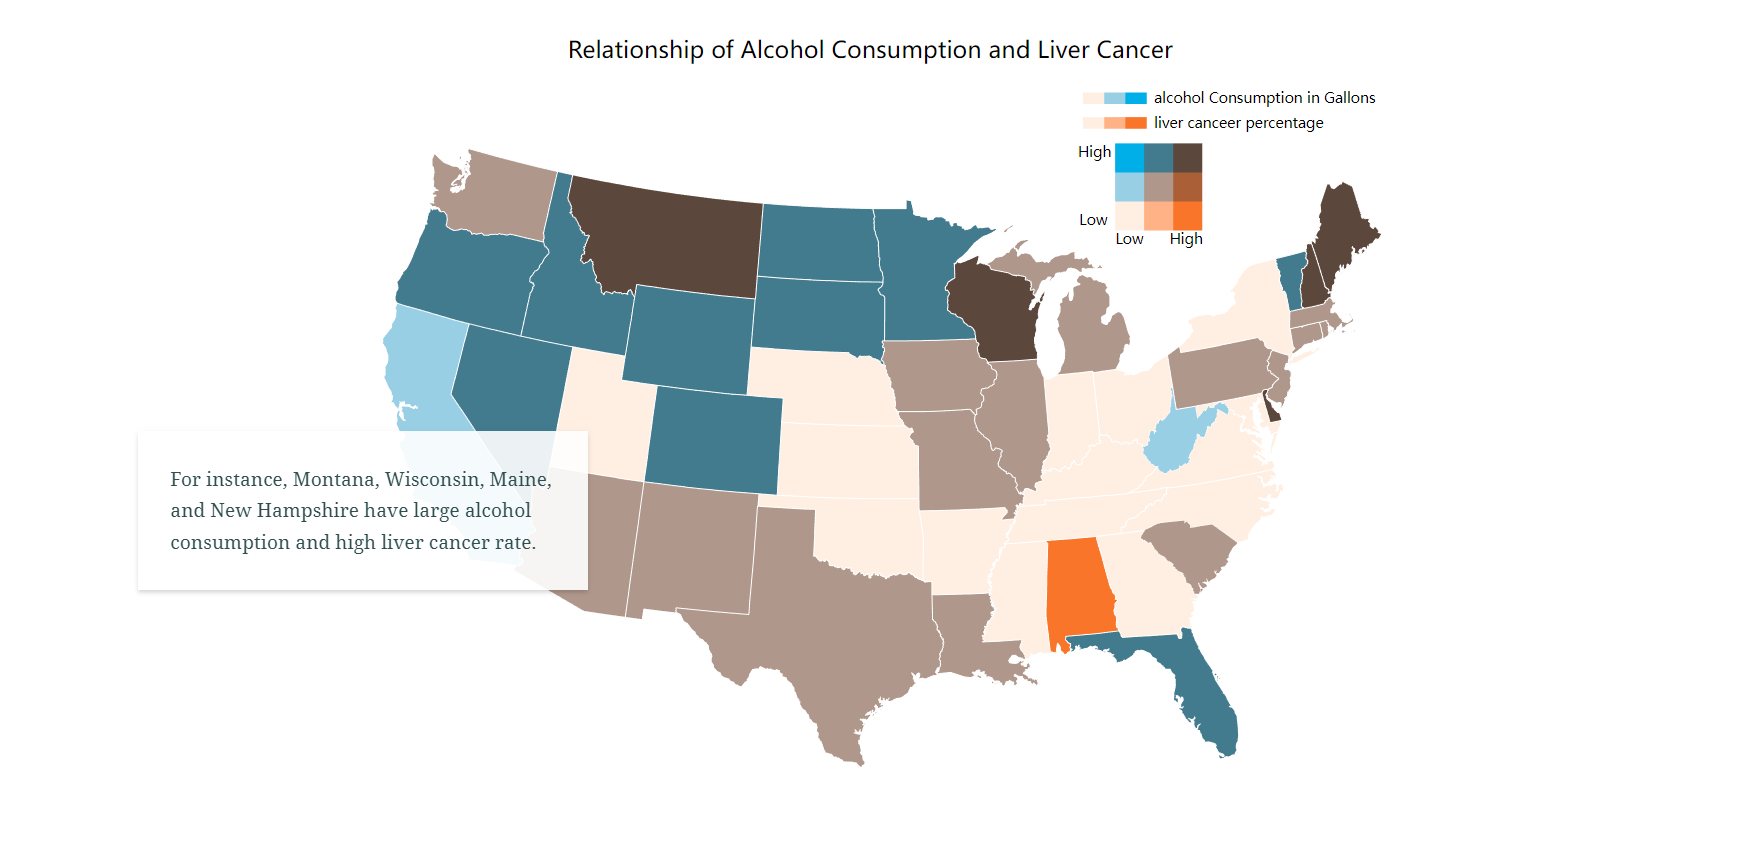 Relationship of Alcohol Consumption and Liver Cancer
alcohol Consumption in Gallons
liver canceer percentage
High
Low
Low High
For instance, Montana, Wisconsin, Maine,
and New Hampshire have large alcohol
consumption and high liver cancer rate.